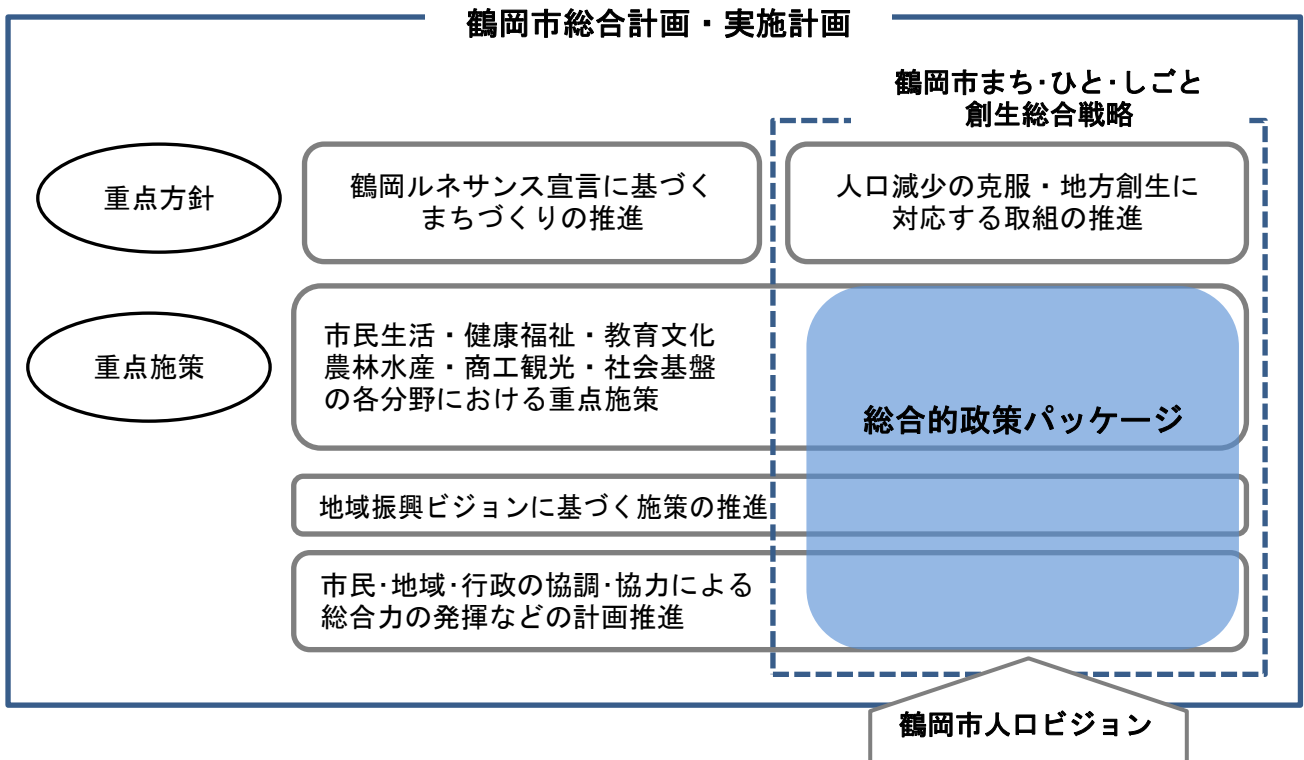 鶴岡市総合計画・実施計画
鶴岡市まち･ひと･しごと
創生総合戦略
重点方針
鶴岡ルネサンス宣言に基づく
まちづくりの推進
人口減少の克服・地方創生に
対応する取組の推進
重点施策
市民生活・健康福祉・教育文化
農林水産・商工観光・社会基盤
の各分野における重点施策
総合的政策パッケージ
地域振興ビジョンに基づく施策の推進
市民･地域･行政の協調･協力による
総合力の発揮などの計画推進
鶴岡市人口ビジョン